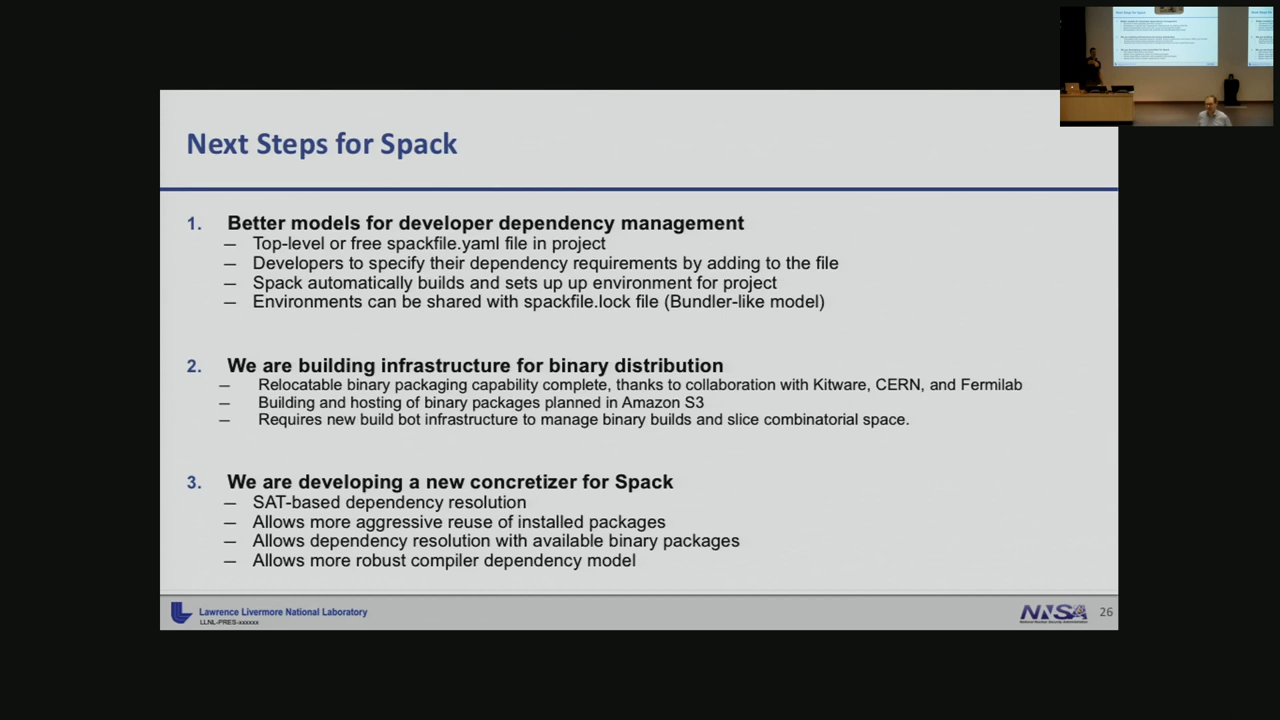 Next Steps for Spack
1. Better models for developer dependency management
— Top-level or free spackfile.yaml file in project
— Developers to specify their dependency requirements by adding to the file
— Spack automatically builds and sets up up environment for project
— Environments can be shared with spackfile.lock file (Bundler-like model)
2. We are building infrastructure for binary distribution
— Relocatable binary packaging capability complete, thanks to collaboration with Kitware, CERN, and Fermilab
— Building and hosting of binary packages planned in Amazon S3
— Requires new build bot infrastructure to manage binary builds and slice combinatorial space.
3. We are developing a new concretizer for Spack
— SAT-based dependency resolution
— Allows more aggressive reuse of installed packages
— Allows dependency resolution with available binary packages
— Allows more robust compiler dependency model
Lawrence Livermore National Laboratory
LLNL-PRES-xxxxxx
NNSA
National Nuclear Security Administration
26